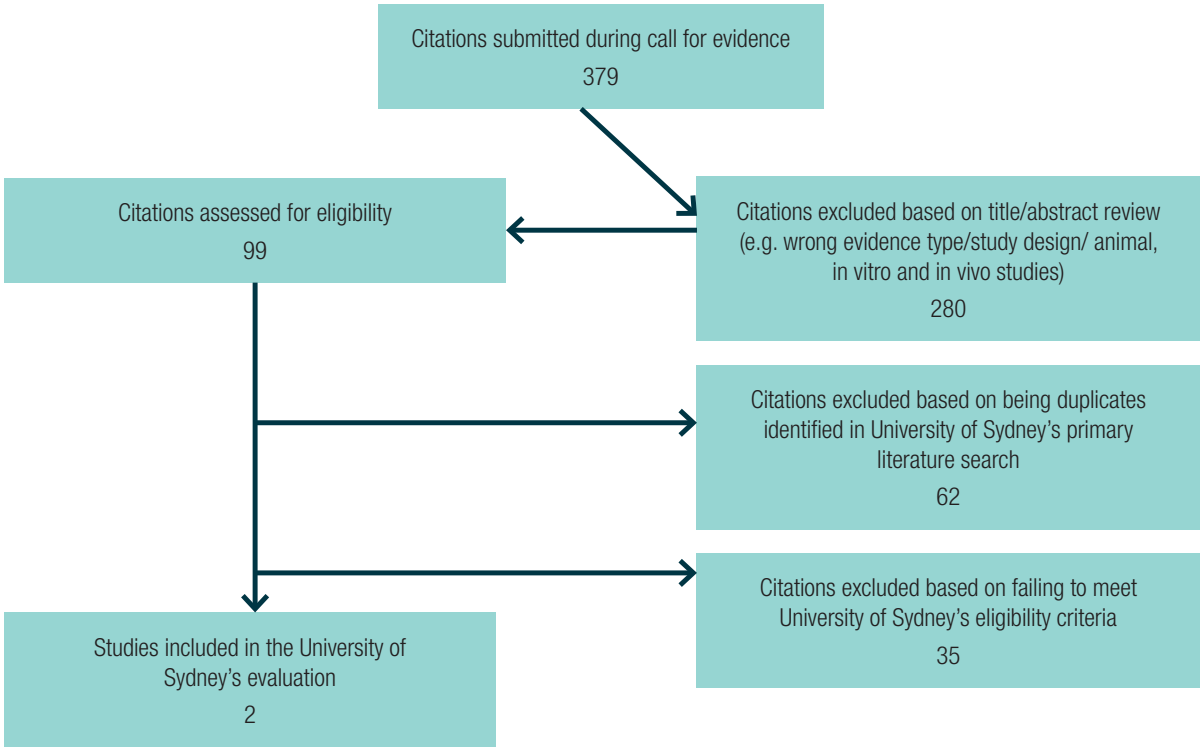 Citations submitted during call for evidence
379
Citations assessed for eligibility
99
Citations excluded based on title/abstract review
(e.g. wrong evidence type/study design/ animal,
in vitro and in vivo studies)
280
Citations excluded based on being duplicates
identified in University of Sydney’s primary
literature search
62
Citations excluded based on failing to meet
University of Sydney’s eligibility criteria
35
Studies included in the University of
Sydney’s evaluation
2